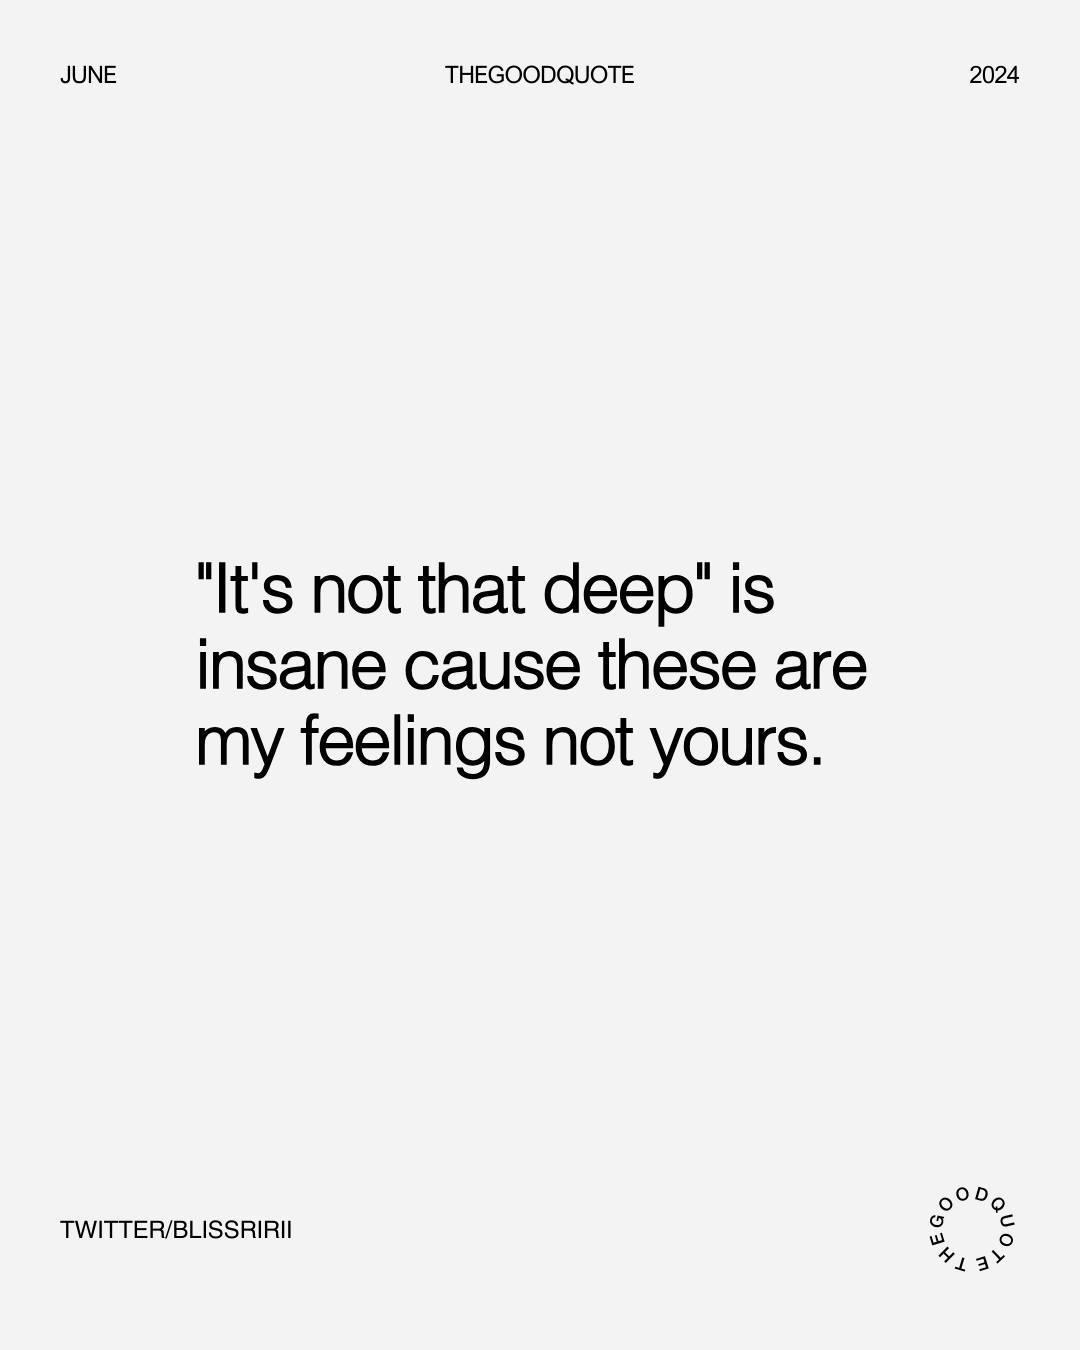 JUNE THEGOODQUOTE 2024
"It's not that deep" is
insane cause these are
my feelings not yours.
TWITTER/BLISSRIRII
THEGOODQUOTE